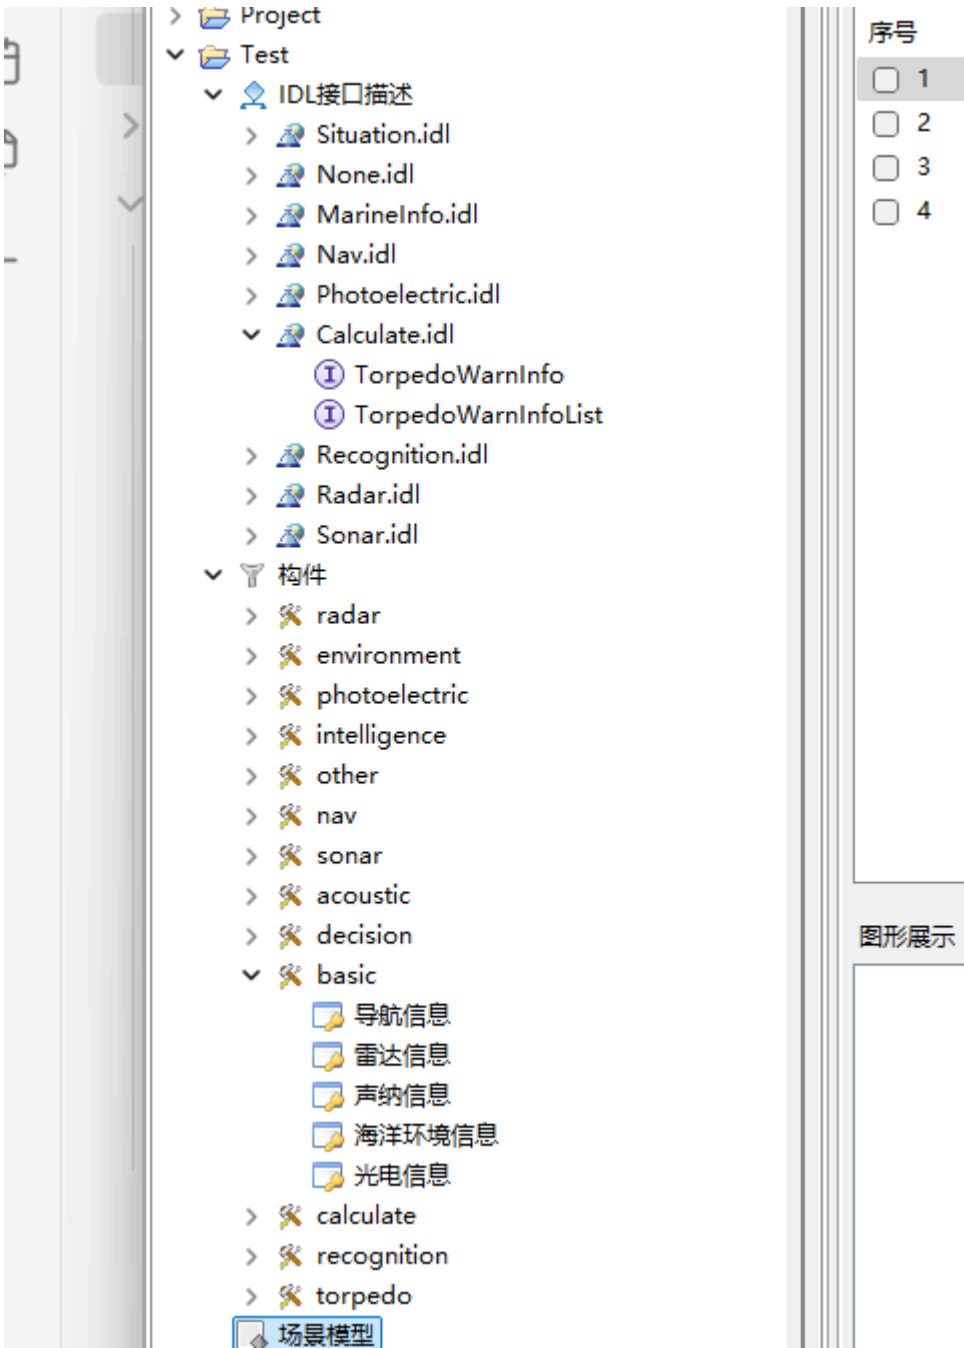 Project
Test
IDL接口描述
Situation.idl
None.idl
MarineInfo.idl
Nav.idl
Photoelectric.idl
Calculate.idl
TorpedoWarnInfo
TorpedoWarnInfoList
Recognition.idl
Radar.idl
Sonar.idl
构件
radar
environment
photoelectric
intelligence
other
nav
sonar
acoustic
decision
basic
导航信息
雷达信息
声纳信息
海洋环境信息
光电信息
calculate
recognition
torpedo
场景模型
序号
1
2
3
4
图形展示